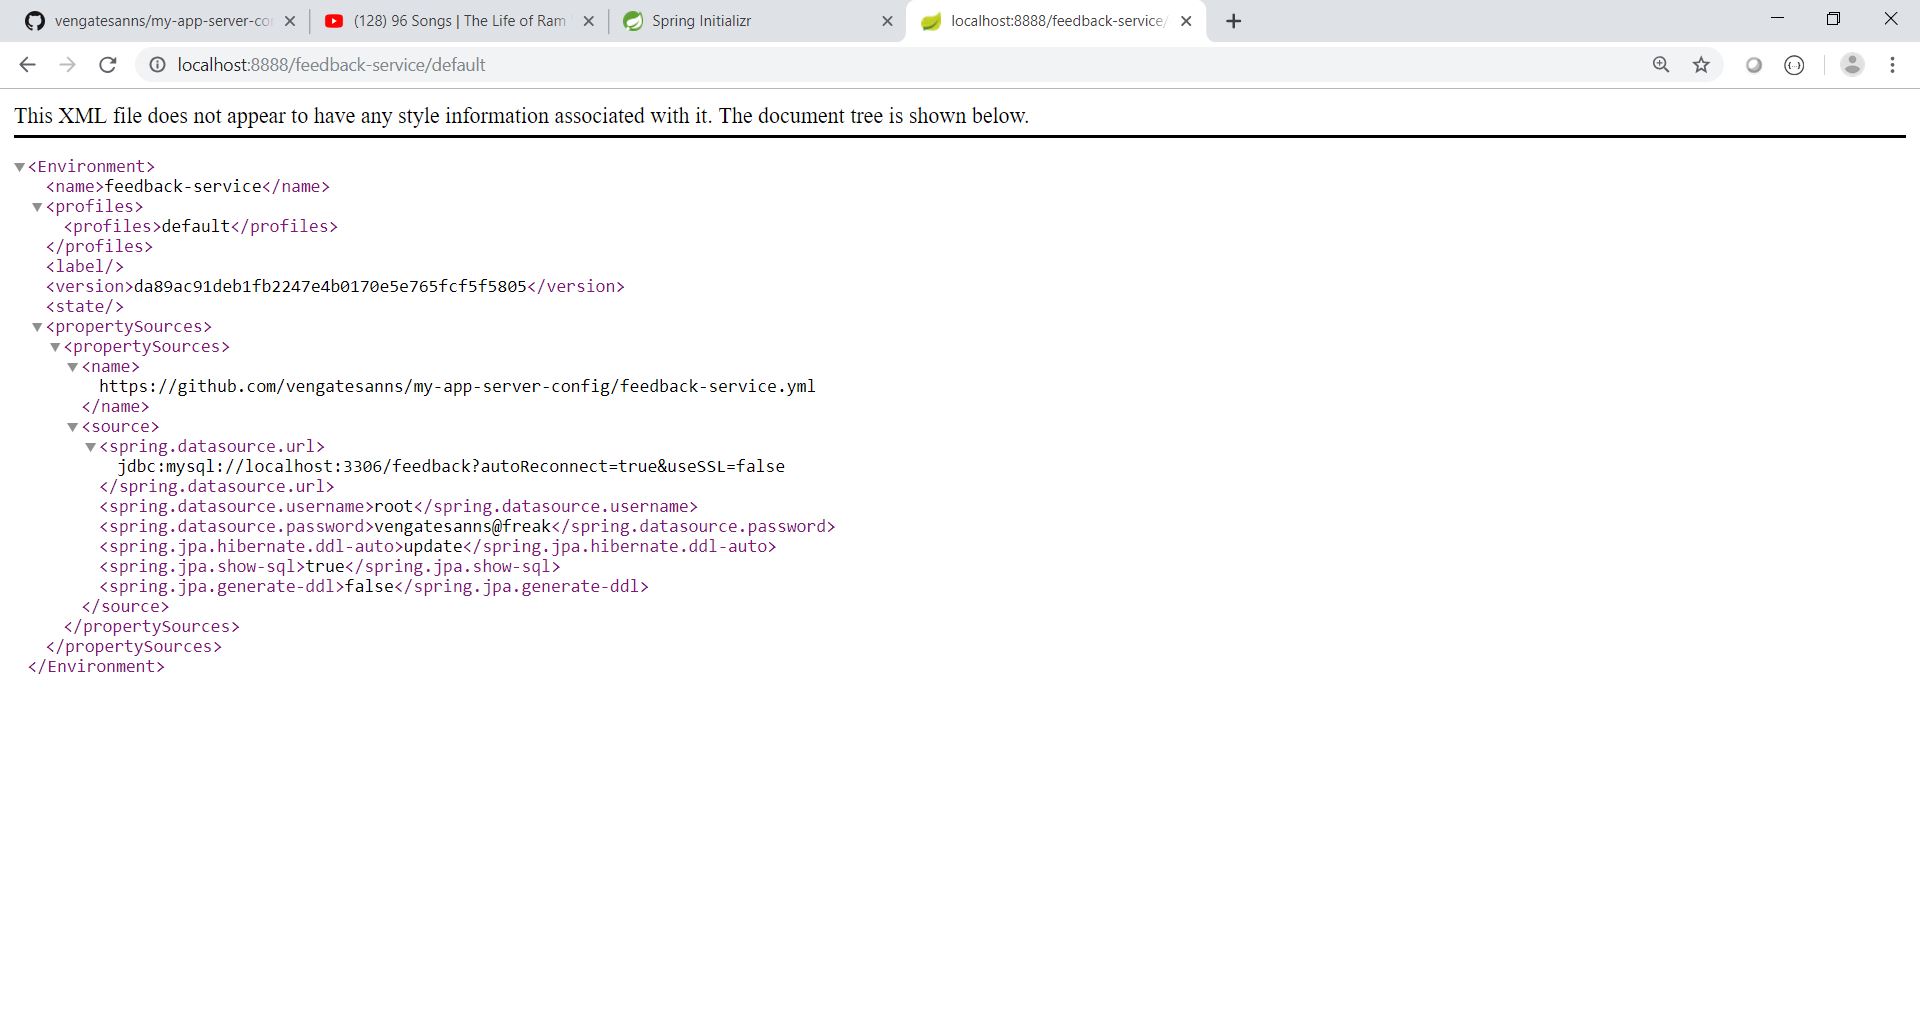 vengatesanns/my-app-server-co
(128) 96 Songs | The Life of Ram
Spring Initializr
localhost:8888/feedback-service/
localhost:8888/feedback-service/default
This XML file does not appear to have any style information associated with it. The document tree is shown below.
<Environment>
<name>feedback-service</name>
<profiles>
<profiles>default</profiles>
</profiles>
<label/>
<version>da89ac91deb1fb2247e4b0170e5e765fcf5f5805</version>
<state/>
<propertySources>
<propertySources>
<name>
https://github.com/vengatesanns/my-app-server-config/feedback-service.yml
</name>
<source>
<spring.datasource.url>
jdbc:mysql://localhost:3306/feedback?autoReconnect=true&useSSL=false
</spring.datasource.url>
<spring.datasource.username>root</spring.datasource.username>
<spring.datasource.password>vengatesanns@freak</spring.datasource.password>
<spring.jpa.hibernate.ddl-auto>update</spring.jpa.hibernate.ddl-auto>
<spring.jpa.show-sql>true</spring.jpa.show-sql>
<spring.jpa.generate-ddl>false</spring.jpa.generate-ddl>
</source>
</propertySources>
</propertySources>
</Environment>